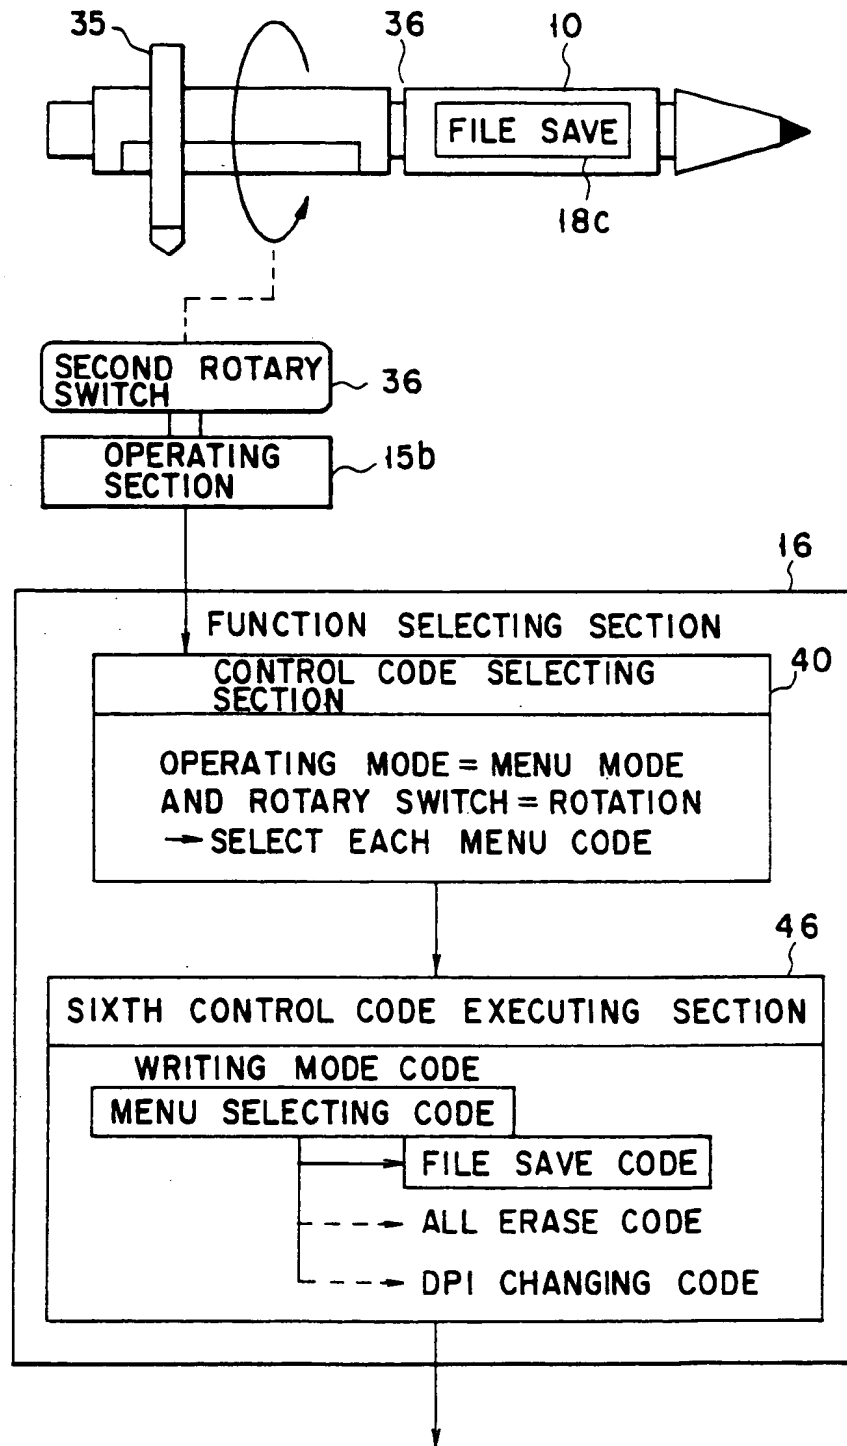 35
36
10
FILE SAVE
18c
SECOND ROTARY
SWITCH
36
OPERATING
SECTION
15b
16
FUNCTION SELECTING SECTION
CONTROL CODE SELECTING
SECTION
40
OPERATING MODE = MENU MODE
AND ROTARY SWITCH = ROTATION
→ SELECT EACH MENU CODE
46
SIXTH CONTROL CODE EXECUTING SECTION
WRITING MODE CODE
MENU SELECTING CODE
FILE SAVE CODE
ALL ERASE CODE
DPI CHANGING CODE